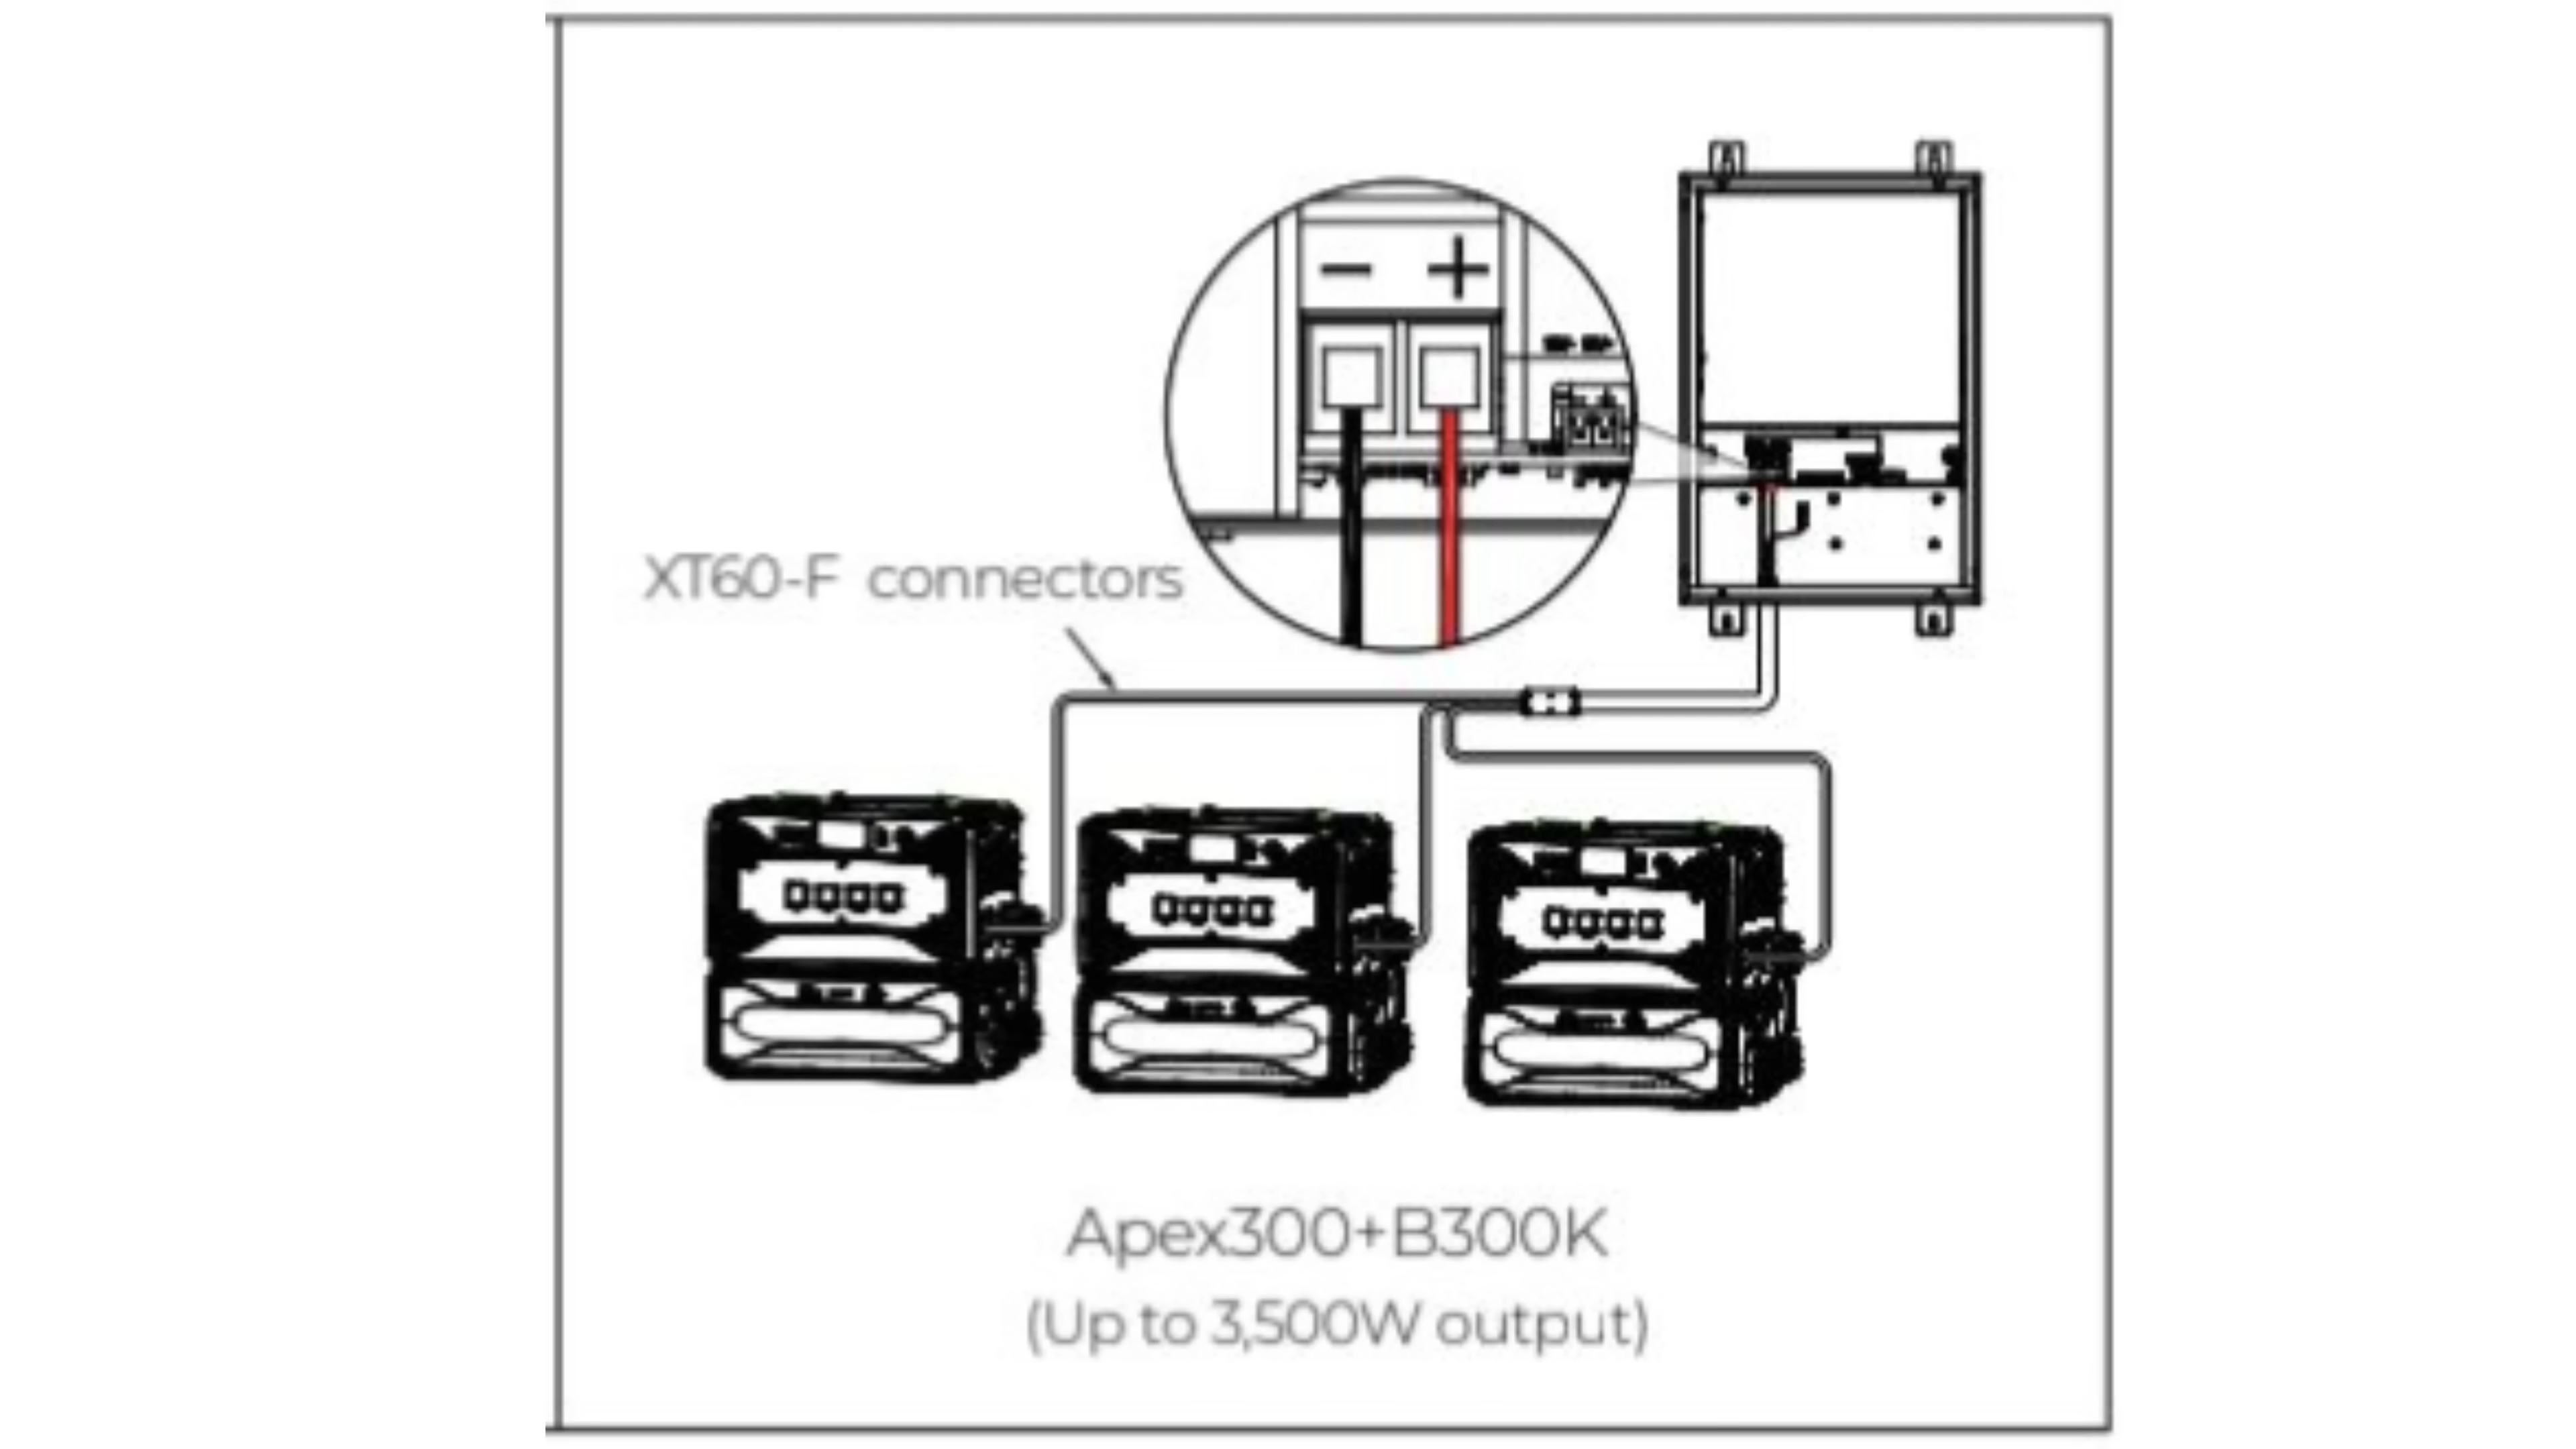 − +
XT60-F connectors
Apex300+B300K
(Up to 3,500W output)